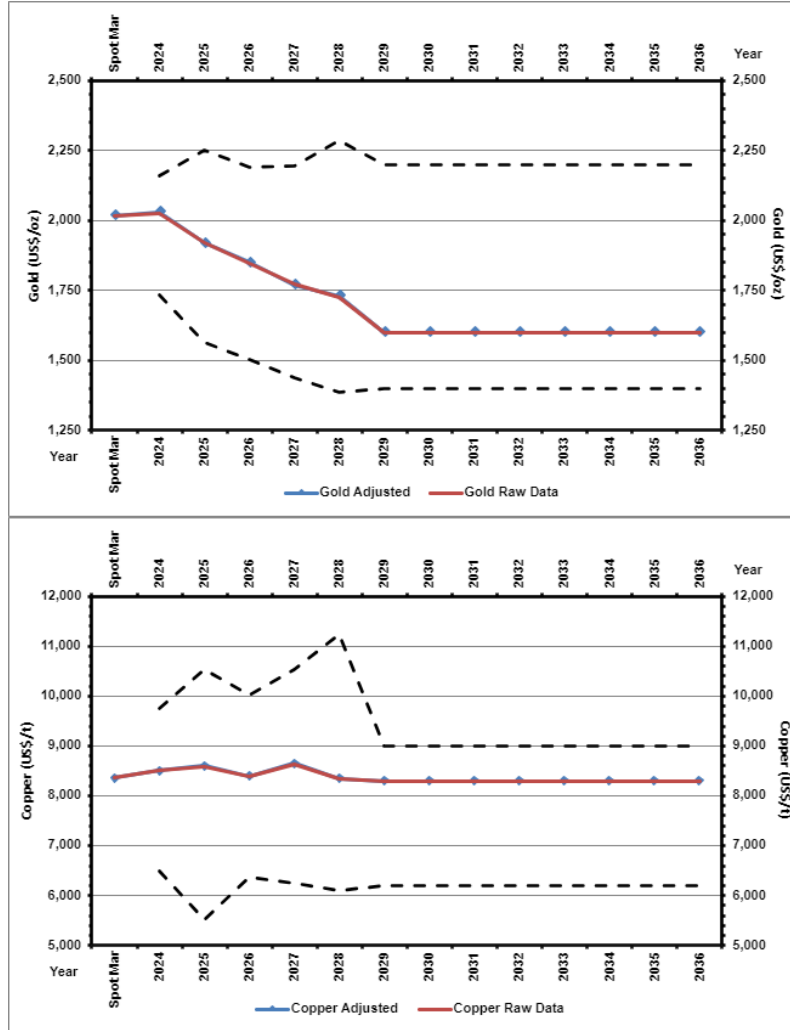 Spot Mar 2024 2025 2026 2027 2028 2029 2030 2031 2032 2033 2034 2035 2036 Year
2,500 2,500
2,250 2,250
2,000 2,000
1,750 1,750
1,500 1,500
1,250 1,250
Gold (US$/oz)
Gold (US$/oz)
Year Spot Mar 2024 2025 2026 2027 2028 2029 2030 2031 2032 2033 2034 2035 2036
Gold Adjusted Gold Raw Data
Spot Mar 2024 2025 2026 2027 2028 2029 2030 2031 2032 2033 2034 2035 2036 Year
12,000 12,000
11,000 11,000
10,000 10,000
9,000 9,000
8,000 8,000
7,000 7,000
6,000 6,000
5,000 5,000
Copper (US$/t)
Copper (US$/t)
Year Spot Mar 2024 2025 2026 2027 2028 2029 2030 2031 2032 2033 2034 2035 2036
Copper Adjusted Copper Raw Data